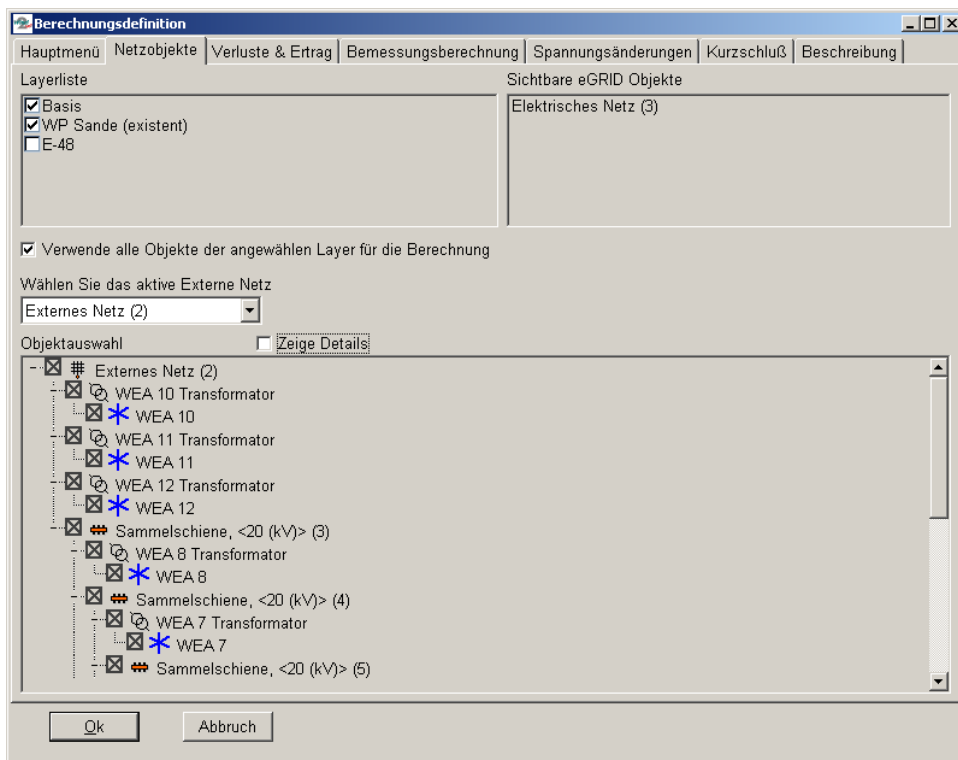 Berechnungsdefinition
Hauptmenü Netzobjekte Verluste & Ertrag Bemessungsberechnung Spannungsänderungen Kurzschluß Beschreibung
Layerliste Sichtbare eGRID Objekte
Basis Elektrisches Netz (3)
WP Sande (existent)
E-48
Verwende alle Objekte der angewählen Layer für die Berechnung
Wählen Sie das aktive Externe Netz
Externes Netz (2)
Objektauswahl Zeige Details
Externes Netz (2)
WEA 10 Transformator
WEA 10
WEA 11 Transformator
WEA 11
WEA 12 Transformator
WEA 12
Sammelschiene, <20 (kV)> (3)
WEA 8 Transformator
WEA 8
Sammelschiene, <20 (kV)> (4)
WEA 7 Transformator
WEA 7
Sammelschiene, <20 (kV)> (5)
Ok Abbruch